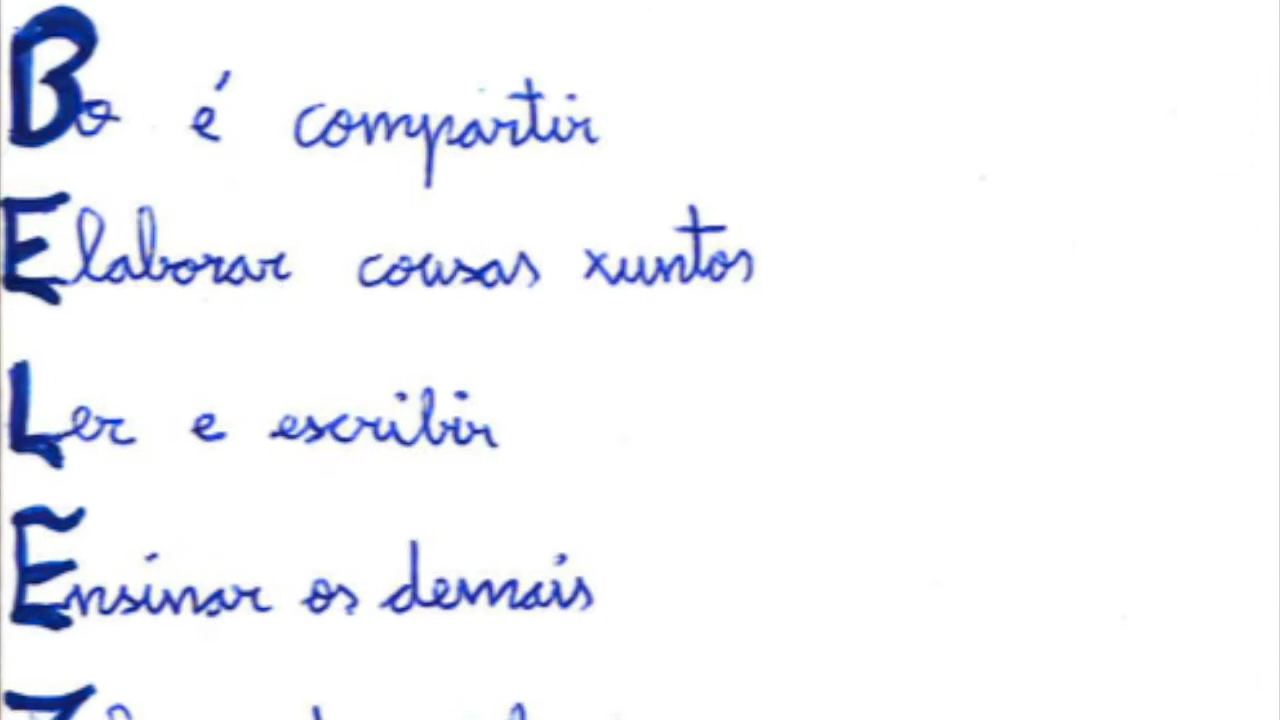 Bo é compartir
Elaborar cousas xuntos
Ler e escribir
Ensinar os demais